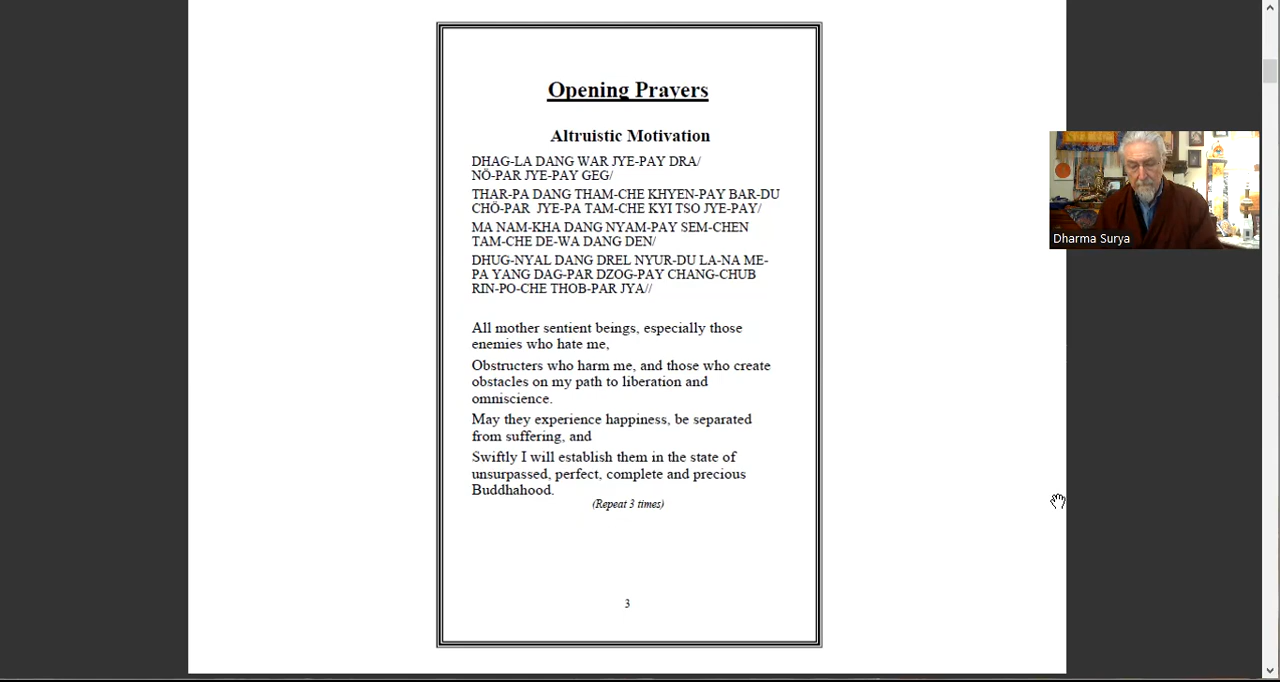 Opening Prayers
Altruistic Motivation
DHAG-LA DANG WAR JYE-PAY DRA/
NÖ-PAR JYE-PAY GEG/
THAR-PA DANG THAM-CHE KHYEN-PAY BAR-DU
CHÖ-PAR JYE-PA TAM-CHE KYI TSO JYE-PAY/
MA NAM-KHA DANG NYAM-PAY SEM-CHEN
TAM-CHE DE-WA DANG DEN/
DHUG-NYAL DANG DREL NYUR-DU LA-NA ME-
PA YANG DAG-PAR DZOG-PAY CHANG-CHUB
RIN-PO-CHE THOB-PAR JYA//
All mother sentient beings, especially those
enemies who hate me,
Obstructers who harm me, and those who create
obstacles on my path to liberation and
omniscience.
May they experience happiness, be separated
from suffering, and
Swiftly I will establish them in the state of
unsurpassed, perfect, complete and precious
Buddhahood.
(Repeat 3 times)
3
Dharma Surya